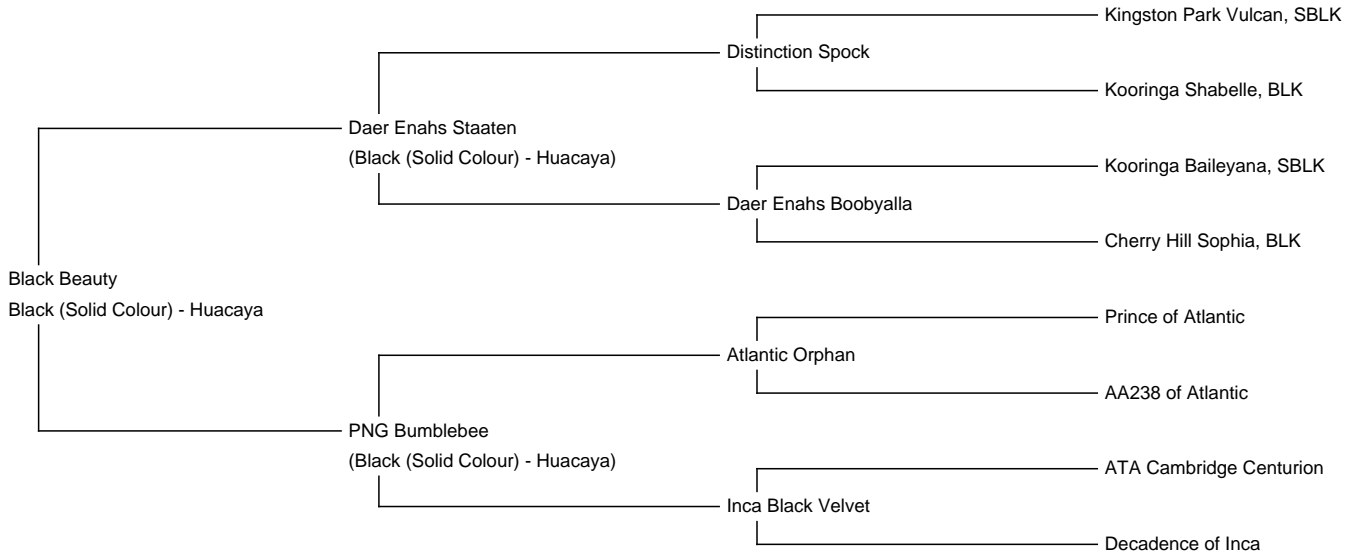 Kingston Park Vulcan, SBLK
Distinction Spock
Kooringa Shabelle, BLK
Daer Enahs Staaten
(Black (Solid Colour) - Huacaya)
Kooringa Baileyana, SBLK
Daer Enahs Boobyalla
Cherry Hill Sophia, BLK
Black Beauty
Black (Solid Colour) - Huacaya
Prince of Atlantic
Atlantic Orphan
AA238 of Atlantic
PNG Bumblebee
(Black (Solid Colour) - Huacaya)
ATA Cambridge Centurion
Inca Black Velvet
Decadence of Inca